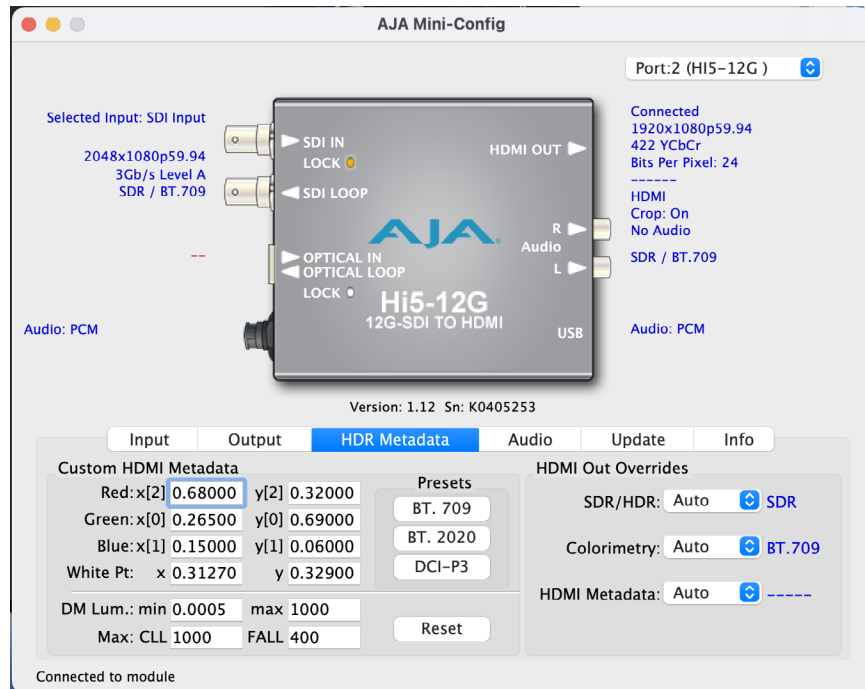 AJA Mini-Config
Port:2 (HI5-12G )
Selected Input: SDI Input
2048x1080p59.94
3Gb/s Level A
SDR / BT.709
--
Audio: PCM
SDI IN
LOCK
SDI LOOP
OPTICAL IN
OPTICAL LOOP
LOCK
AJA
Hi5-12G
12G-SDI TO HDMI
HDMI OUT
R
Audio
L
USB
Connected
1920x1080p59.94
422 YCbCr
Bits Per Pixel: 24
------
HDMI
Crop: On
No Audio
SDR / BT.709
Audio: PCM
Version: 1.12 Sn: K0405253
Input Output HDR Metadata Audio Update Info
Custom HDMI Metadata
Red: x[2] 0.68000 y[2] 0.32000
Green: x[0] 0.26500 y[0] 0.69000
Blue: x[1] 0.15000 y[1] 0.06000
White Pt: x 0.31270 y 0.32900
DM Lum.: min 0.0005 max 1000
Max: CLL 1000 FALL 400
Presets
BT. 709
BT. 2020
DCI-P3
Reset
HDMI Out Overrides
SDR/HDR: Auto SDR
Colorimetry: Auto BT.709
HDMI Metadata: Auto -----
Connected to module